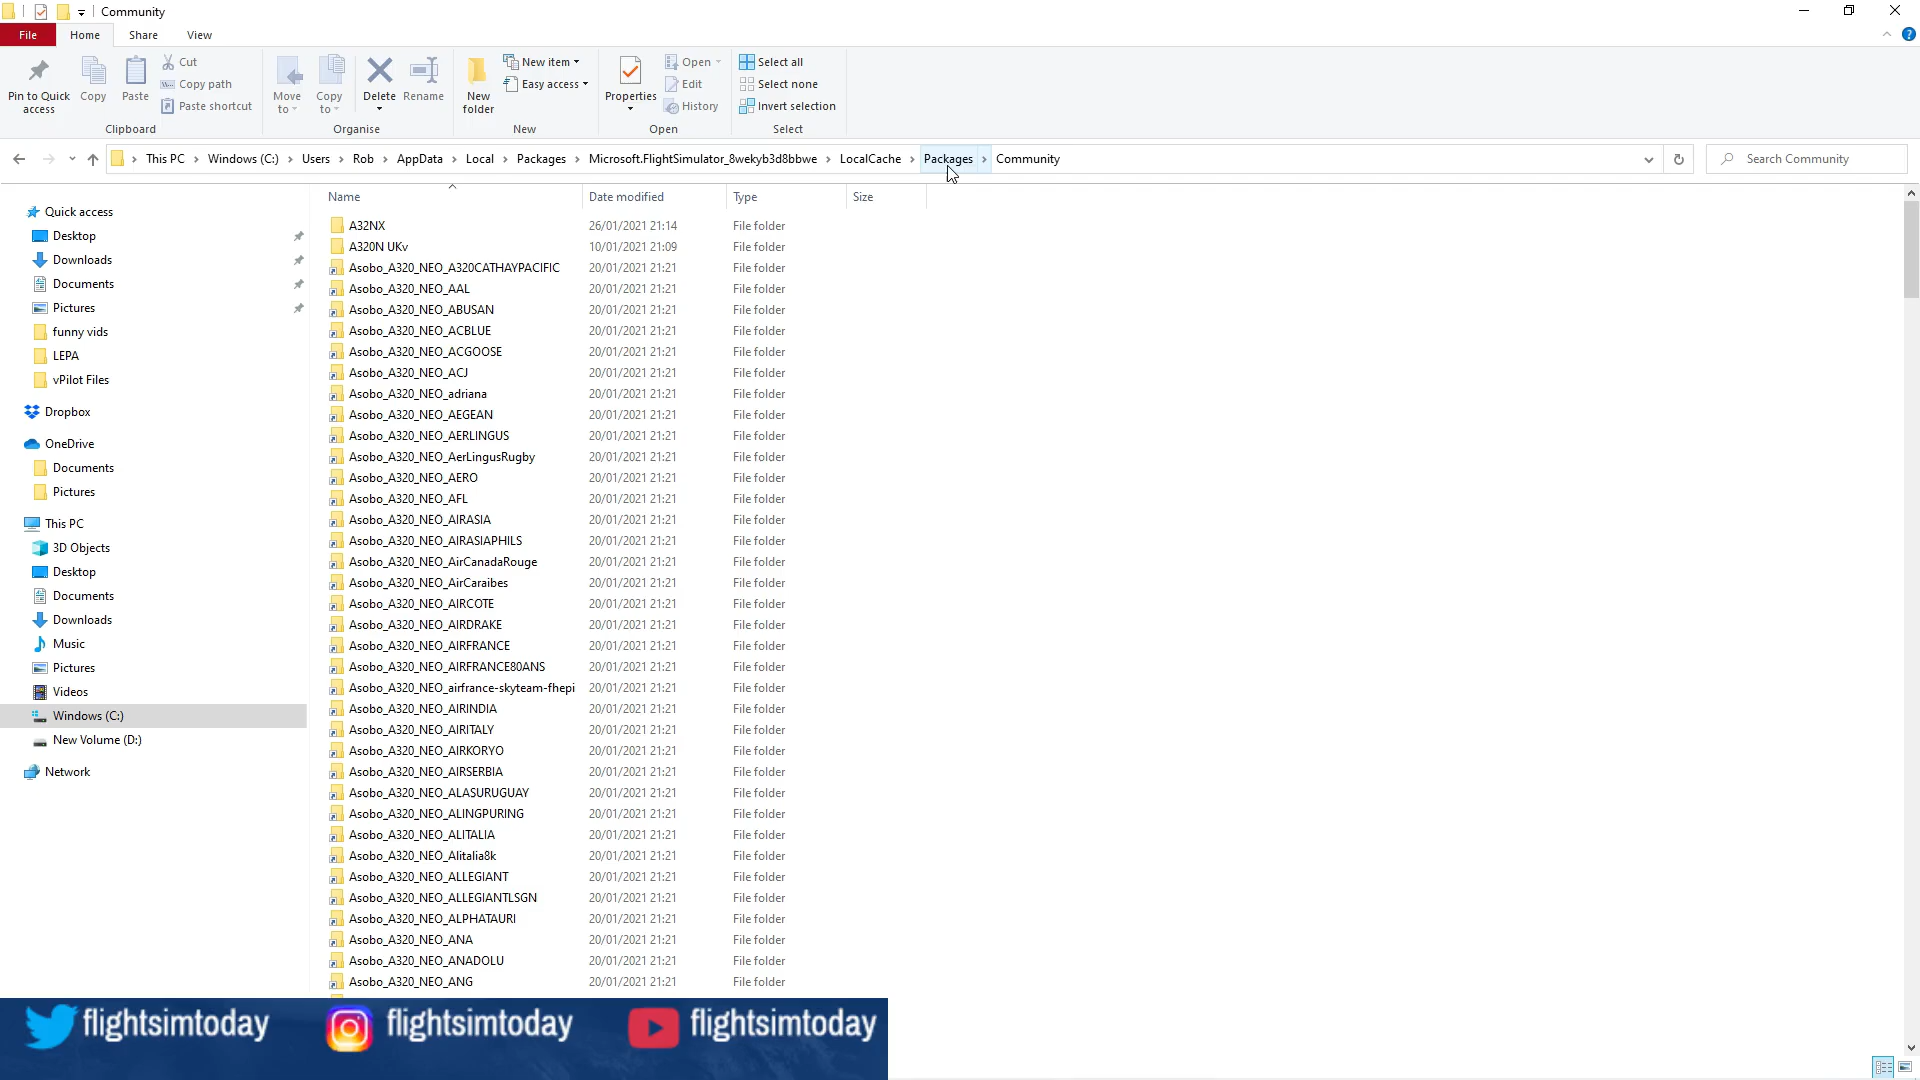 Community
File
Home
Share
View
Pin to Quick access
Copy
Paste
Cut
Copy path
Paste shortcut
Clipboard
Move to
Copy to
Delete
Rename
Organise
New folder
New item
Easy access
New
Properties
Open
Edit
History
Open
Select all
Select none
Invert selection
Select
This PC > Windows (C:) > Users > Rob > AppData > Local > Packages > Microsoft.FlightSimulator_8wekyb3d8bbwe > LocalCache > Packages > Community
Search Community
Quick access
Desktop
Downloads
Documents
Pictures
funny vids
LEPA
vPilot Files
Dropbox
OneDrive
Documents
Pictures
This PC
3D Objects
Desktop
Documents
Downloads
Music
Pictures
Videos
Windows (C:)
New Volume (D:)
Network
Name Date modified Type Size
A32NX 26/01/2021 21:14 File folder
A320N UKv 10/01/2021 21:09 File folder
Asobo_A320_NEO_A320CATHAYPACIFIC 20/01/2021 21:21 File folder
Asobo_A320_NEO_AAL 20/01/2021 21:21 File folder
Asobo_A320_NEO_ABUSAN 20/01/2021 21:21 File folder
Asobo_A320_NEO_ACBLUE 20/01/2021 21:21 File folder
Asobo_A320_NEO_ACGOOSE 20/01/2021 21:21 File folder
Asobo_A320_NEO_ACJ 20/01/2021 21:21 File folder
Asobo_A320_NEO_adriana 20/01/2021 21:21 File folder
Asobo_A320_NEO_AEGEAN 20/01/2021 21:21 File folder
Asobo_A320_NEO_AERLINGUS 20/01/2021 21:21 File folder
Asobo_A320_NEO_AerLingusRugby 20/01/2021 21:21 File folder
Asobo_A320_NEO_AERO 20/01/2021 21:21 File folder
Asobo_A320_NEO_AFL 20/01/2021 21:21 File folder
Asobo_A320_NEO_AIRASIA 20/01/2021 21:21 File folder
Asobo_A320_NEO_AIRASIAPHILS 20/01/2021 21:21 File folder
Asobo_A320_NEO_AirCanadaRouge 20/01/2021 21:21 File folder
Asobo_A320_NEO_AirCaraibes 20/01/2021 21:21 File folder
Asobo_A320_NEO_AIRCOTE 20/01/2021 21:21 File folder
Asobo_A320_NEO_AIRDRAKE 20/01/2021 21:21 File folder
Asobo_A320_NEO_AIRFRANCE 20/01/2021 21:21 File folder
Asobo_A320_NEO_AIRFRANCE80ANS 20/01/2021 21:21 File folder
Asobo_A320_NEO_airfrance-skyteam-fhepi 20/01/2021 21:21 File folder
Asobo_A320_NEO_AIRINDIA 20/01/2021 21:21 File folder
Asobo_A320_NEO_AIRITALY 20/01/2021 21:21 File folder
Asobo_A320_NEO_AIRKORYO 20/01/2021 21:21 File folder
Asobo_A320_NEO_AIRSERBIA 20/01/2021 21:21 File folder
Asobo_A320_NEO_ALASURUGUAY 20/01/2021 21:21 File folder
Asobo_A320_NEO_ALINGPURING 20/01/2021 21:21 File folder
Asobo_A320_NEO_ALITALIA 20/01/2021 21:21 File folder
Asobo_A320_NEO_Alitalia8k 20/01/2021 21:21 File folder
Asobo_A320_NEO_ALLEGIANT 20/01/2021 21:21 File folder
Asobo_A320_NEO_ALLEGIANTLSGN 20/01/2021 21:21 File folder
Asobo_A320_NEO_ALPHATAURI 20/01/2021 21:21 File folder
Asobo_A320_NEO_ANA 20/01/2021 21:21 File folder
Asobo_A320_NEO_ANADOLU 20/01/2021 21:21 File folder
Asobo_A320_NEO_ANG 20/01/2021 21:21 File folder
flightsimtoday flightsimtoday flightsimtoday